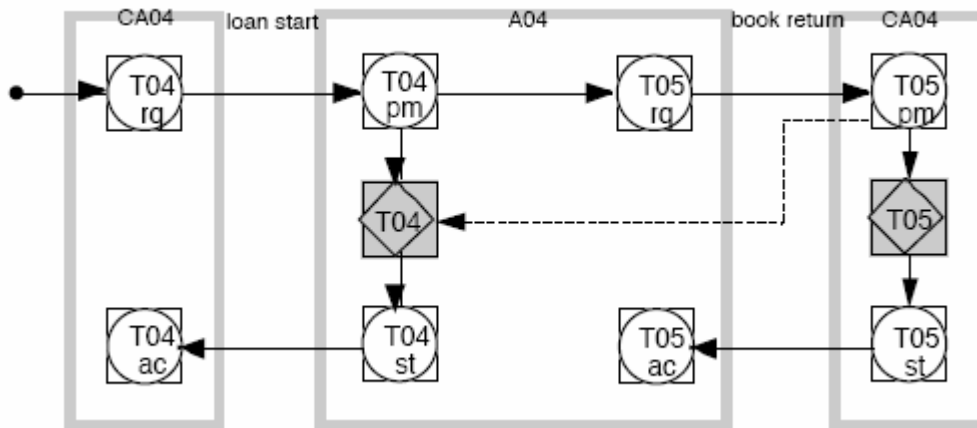 CA04 loan start A04 book return CA04
T04 T04 T05 T05
rq pm rq pm
T04 T05
T04 T04 T05 T05
ac st ac st